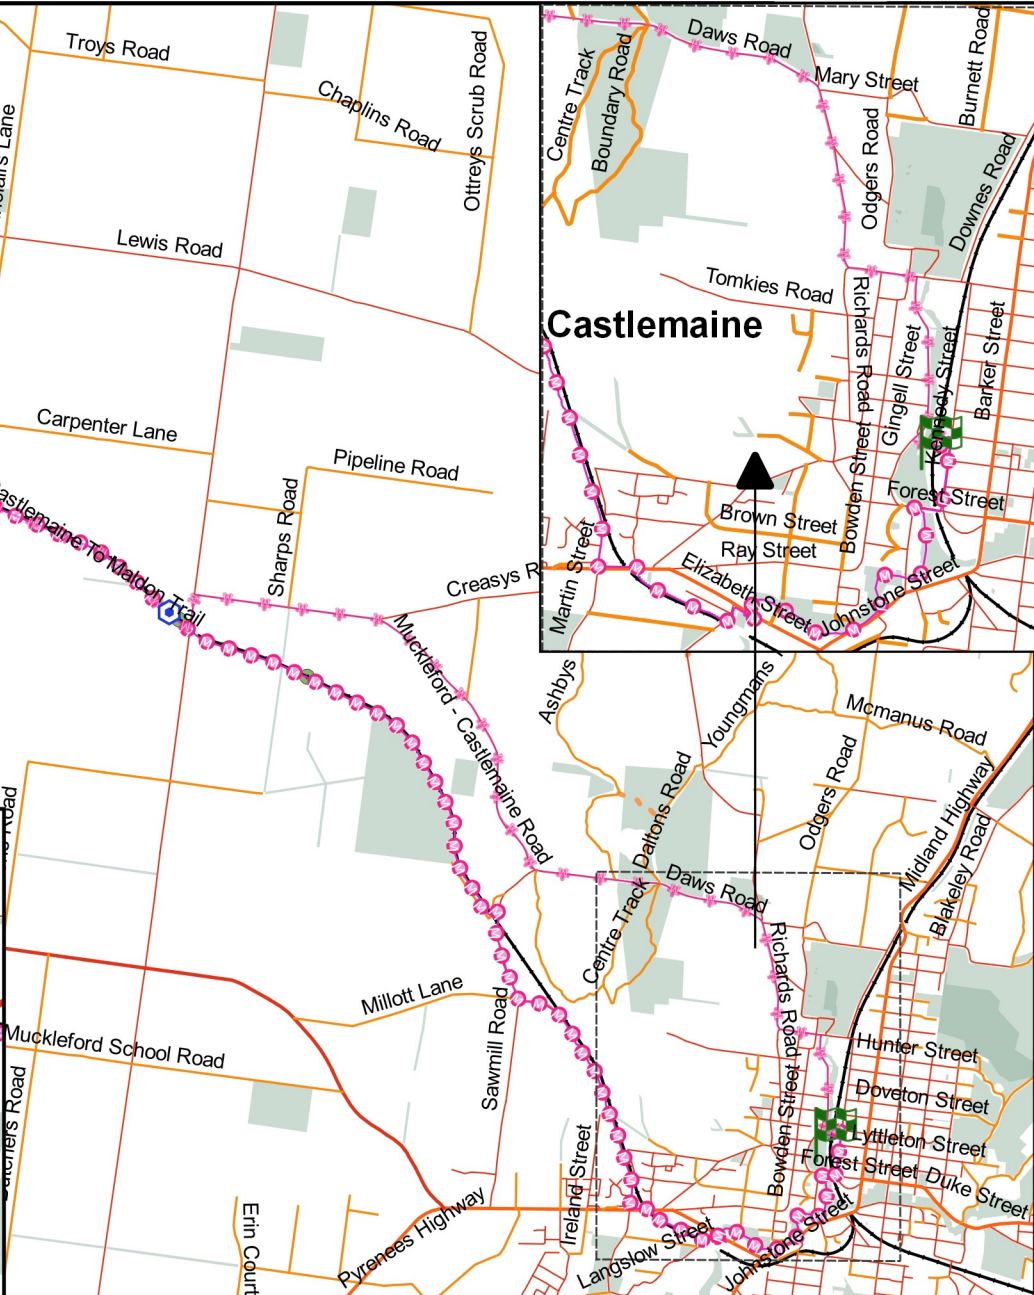 Troys Road
Chaplins Road
Ottreys Scrub Road
Lewis Road
Carpenter Lane
Pipeline Road
Sharps Road
Castlemaine To Maldon Trail
Creasys R
Muckleford - Castlemaine Road
Daws Road
Mary Street
Burnett Road
Centre Track
Boundary Road
Odgers Road
Downes Road
Tomkies Road
Castlemaine
Richards Road
Gingell Street
Kennedy Street
Barker Street
Bowden Street
Forest Street
Brown Street
Ray Street
Martin Street
Elizabeth Street
Johnstone Street
Ashbys
Youngmans
Mcmanus Road
Daltons Road
Odgers Road
Midland Highway
Blakeley Road
Daws Road
Centre Track
Richards Road
Millott Lane
Sawmill Road
Muckleford School Road
Hunter Street
Doveton Street
Lyttleton Street
Forest Street
Duke Street
Bowden Street
Ireland Street
Erin Court
Pyrenees Highway
Langslow Street
Johnstone Street
M